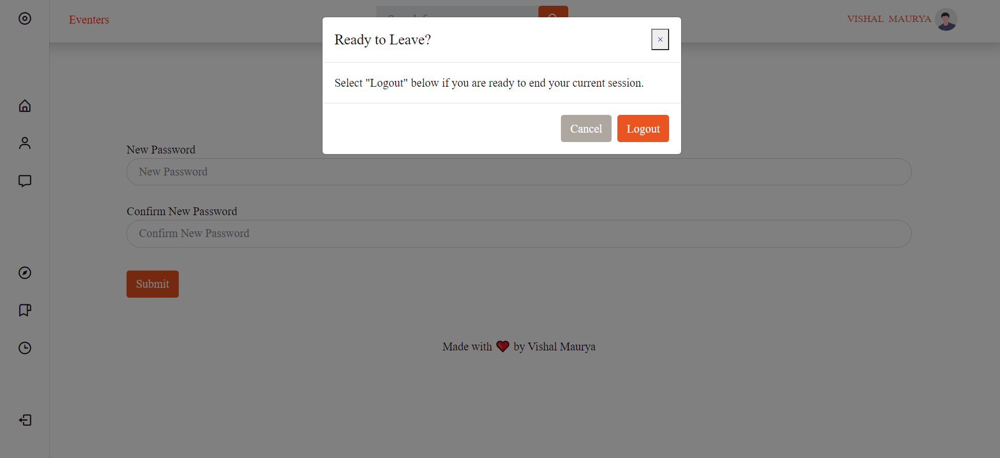 Eventers
VISHAL MAURYA
Ready to Leave?
×
Select "Logout" below if you are ready to end your current session.
Cancel
Logout
New Password
New Password
Confirm New Password
Confirm New Password
Submit
Made with ❤ by Vishal Maurya